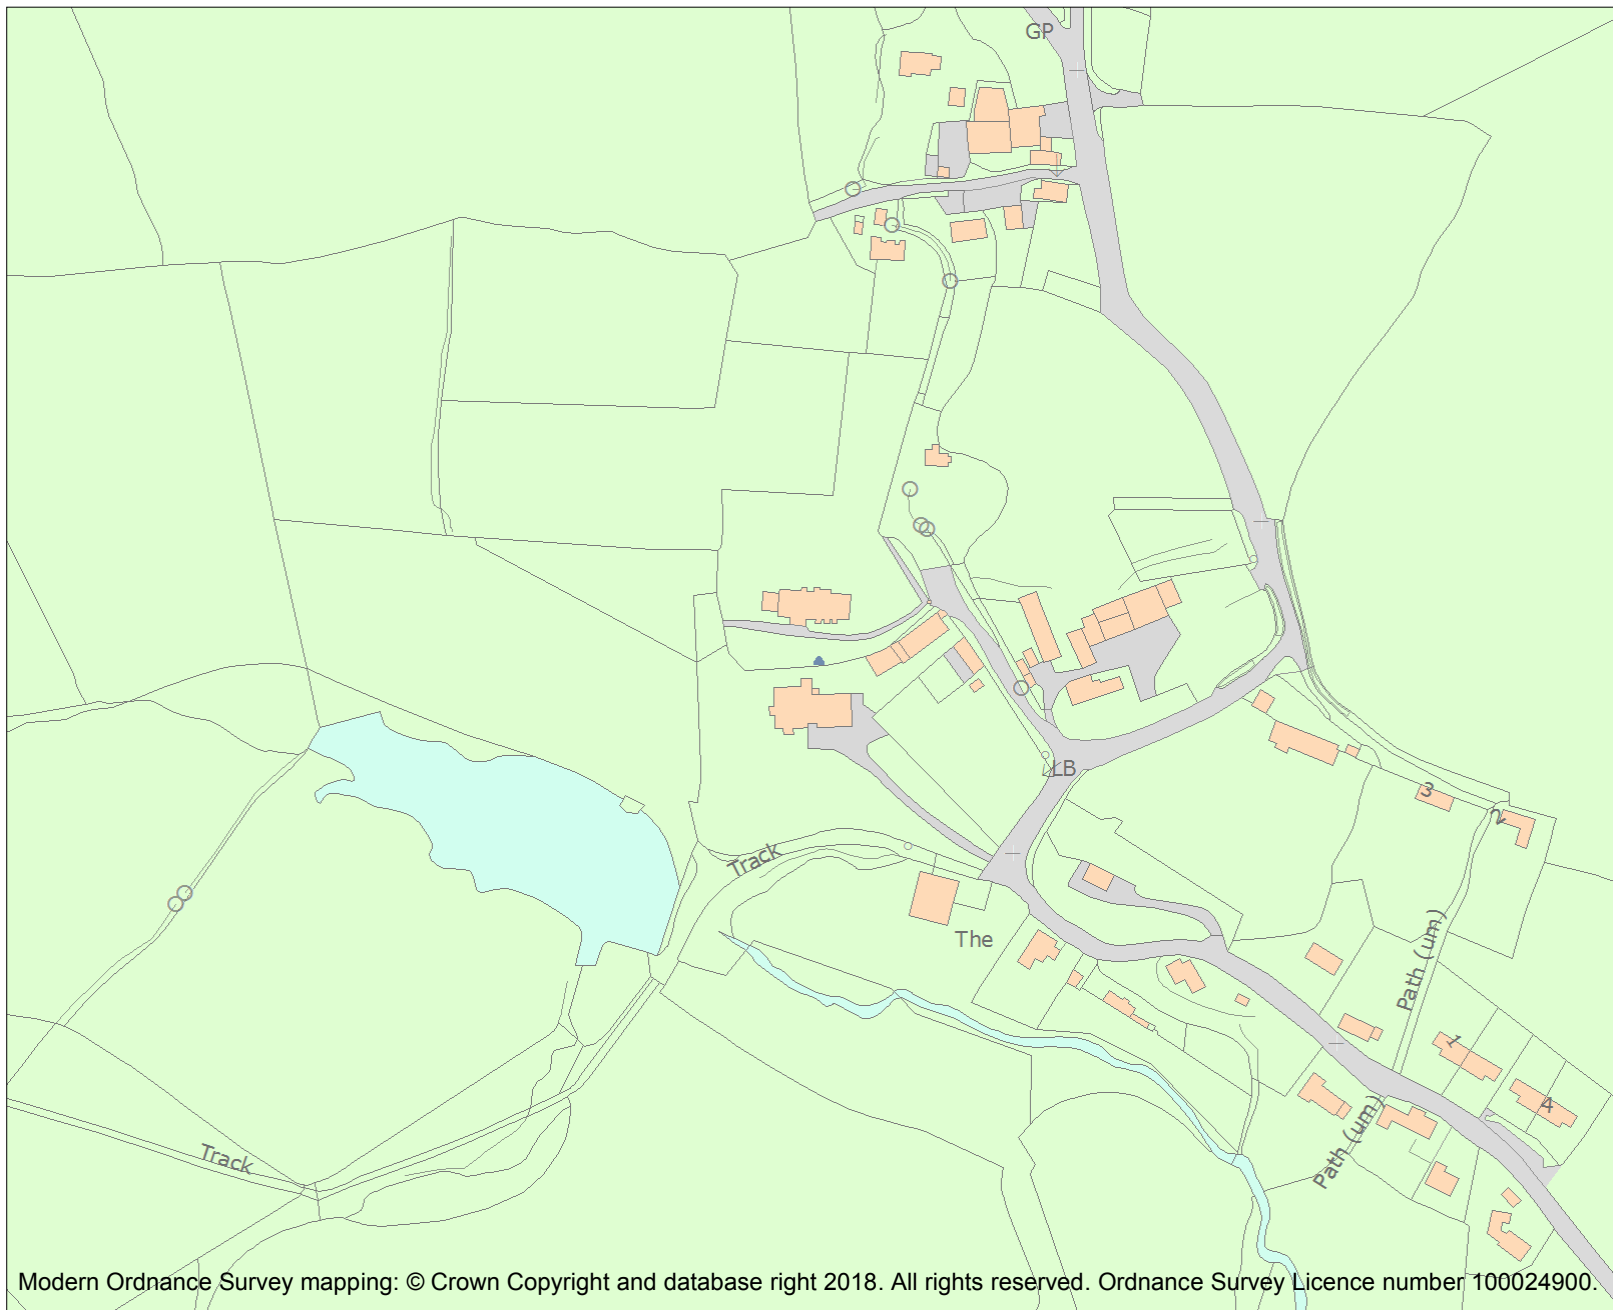 GP
LB
3
2
Track
The
Path (um)
1
4
Path (um)
Track
Modern Ordnance Survey mapping: © Crown Copyright and database right 2018. All rights reserved. Ordnance Survey Licence number 100024900.